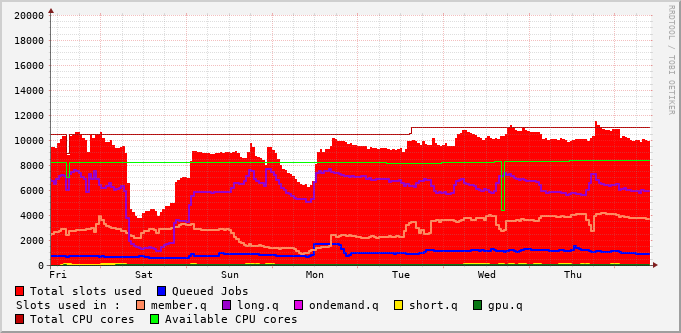 20000
18000
16000
14000
12000
10000
8000
6000
4000
2000
0
Fri Sat Sun Mon Tue Wed Thu
Total slots used Queued Jobs
Slots used in : member.q long.q ondemand.q short.q gpu.q
Total CPU cores Available CPU cores
RRDTOOL / TOBI OETIKER